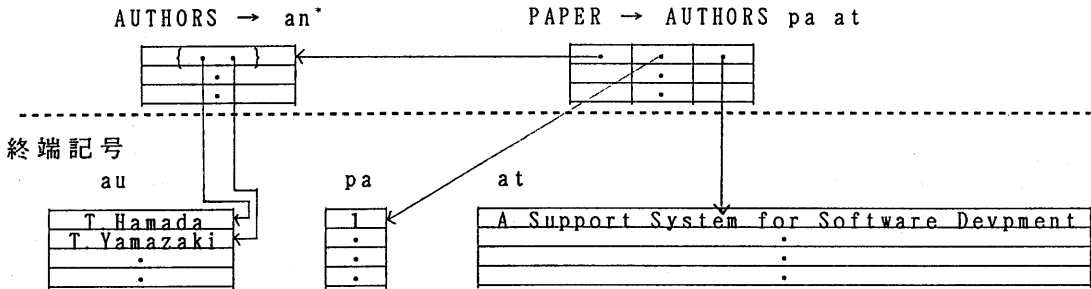 AUTHORS → an*
PAPER → AUTHORS pa at
終端記号
au
pa
at
T.Hamada
T.Yamazaki
1
A Support System for Software Devpment